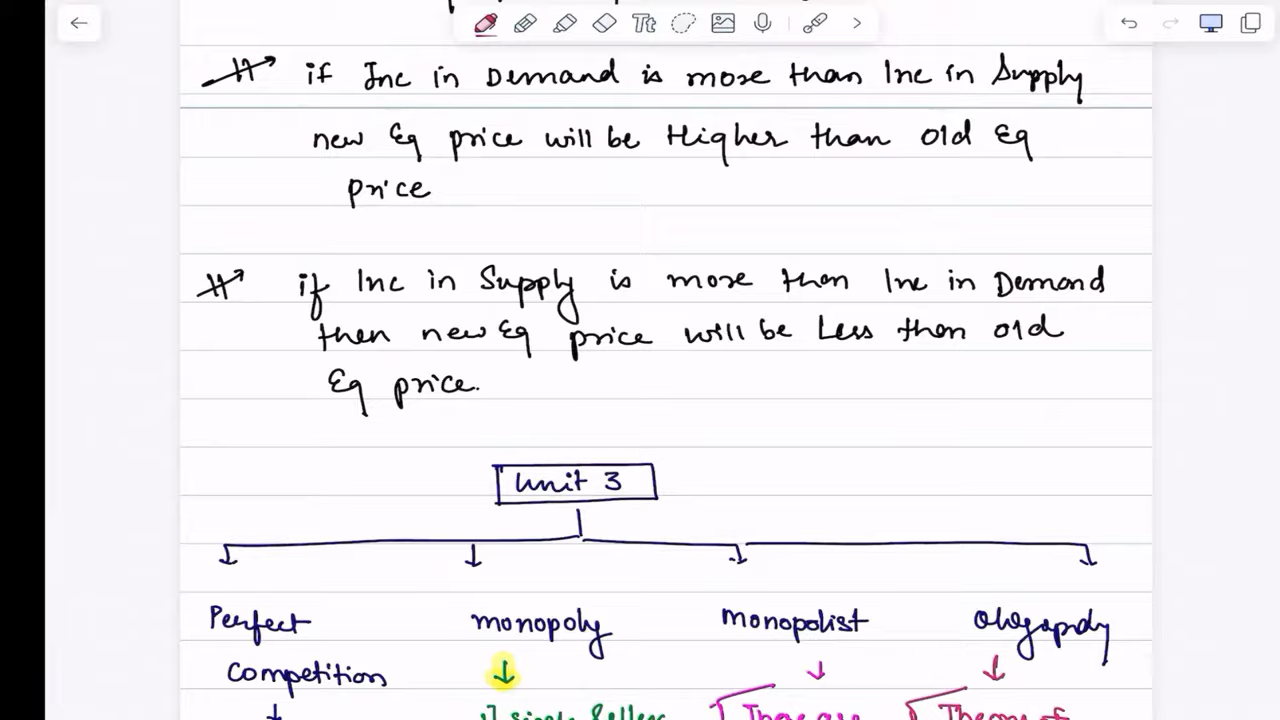 if Inc in Demand is more than Inc in Supply
new Eq price will be Higher than old Eq
price
if Inc in Supply is more than Inc in Demand
then new Eq price will be Less than old
Eq price.
Unit 3
Perfect monopoly monopolist
Competition
Tt